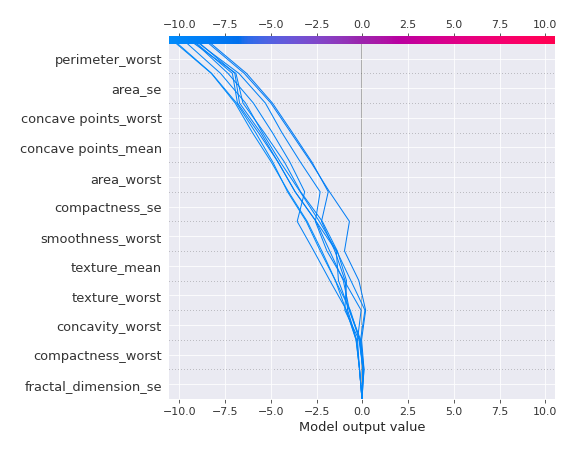 −10.0 −7.5 −5.0 −2.5 0.0 2.5 5.0 7.5 10.0
perimeter_worst
area_se
concave points_worst
concave points_mean
area_worst
compactness_se
smoothness_worst
texture_mean
texture_worst
concavity_worst
compactness_worst
fractal_dimension_se
−10.0 −7.5 −5.0 −2.5 0.0 2.5 5.0 7.5 10.0
Model output value